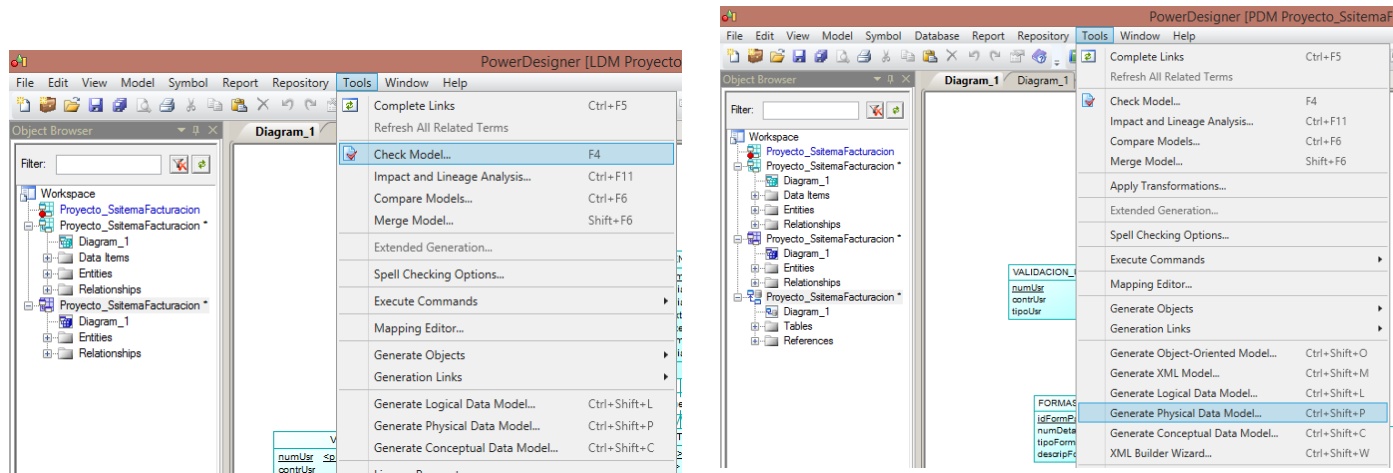 PowerDesigner [LDM Proyecto
File Edit View Model Symbol Report Repository Tools Window Help
Object Browser
Diagram_1
Filter:
Workspace
Proyecto_SsitemaFacturacion
Proyecto_SsitemaFacturacion *
Diagram_1
Data Items
Entities
Relationships
Proyecto_SsitemaFacturacion *
Diagram_1
Entities
Relationships
Complete Links Ctrl+F5
Refresh All Related Terms
Check Model... F4
Impact and Lineage Analysis... Ctrl+F11
Compare Models... Ctrl+F6
Merge Model... Shift+F6
Extended Generation...
Spell Checking Options...
Execute Commands
Mapping Editor...
Generate Objects
Generation Links
Generate Logical Data Model... Ctrl+Shift+L
Generate Physical Data Model... Ctrl+Shift+P
Generate Conceptual Data Model... Ctrl+Shift+C
numUsr <p
contrUsr
PowerDesigner [PDM Proyecto_SsitemaF
File Edit View Model Symbol Database Report Repository Tools Window Help
Object Browser
Diagram_1 Diagram_1
Filter:
Workspace
Proyecto_SsitemaFacturacion
Proyecto_SsitemaFacturacion *
Diagram_1
Data Items
Entities
Relationships
Proyecto_SsitemaFacturacion *
Diagram_1
Entities
Relationships
Proyecto_SsitemaFacturacion *
Diagram_1
Tables
References
VALIDACION_
numUsr
contrUsr
tipoUsr
FORMAS
idFormP
numDeta
tipoForm
descripFo
Complete Links Ctrl+F5
Refresh All Related Terms
Check Model... F4
Impact and Lineage Analysis... Ctrl+F11
Compare Models... Ctrl+F6
Merge Model... Shift+F6
Apply Transformations...
Extended Generation...
Spell Checking Options...
Execute Commands
Mapping Editor...
Generate Objects
Generation Links
Generate Object-Oriented Model... Ctrl+Shift+O
Generate XML Model... Ctrl+Shift+M
Generate Logical Data Model... Ctrl+Shift+L
Generate Physical Data Model... Ctrl+Shift+P
Generate Conceptual Data Model... Ctrl+Shift+C
XML Builder Wizard... Ctrl+Shift+W